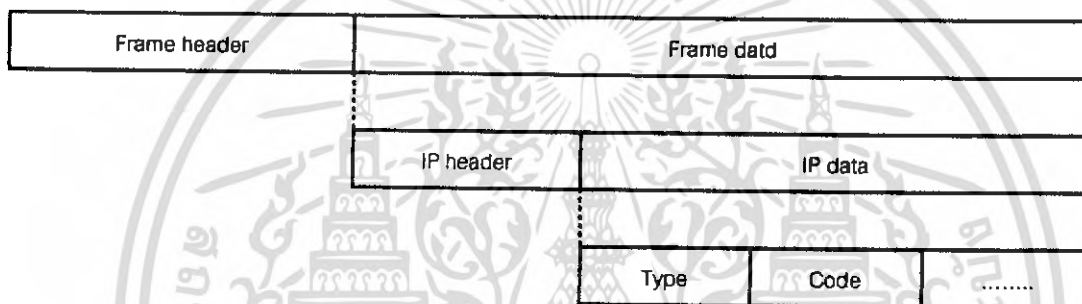 Frame header Frame datd
IP header IP data
Type Code ........